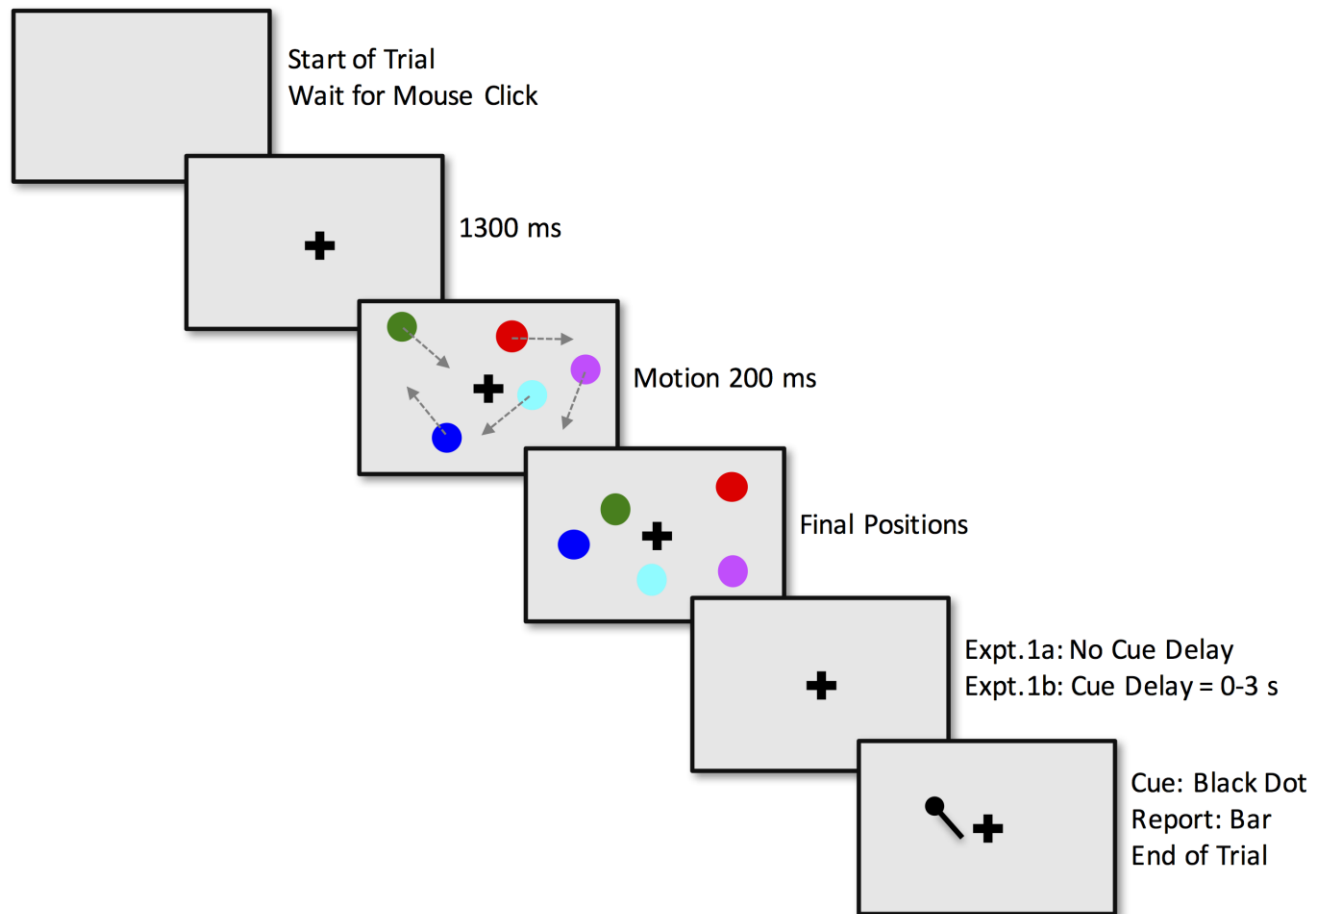 Start of Trial
Wait for Mouse Click
1300 ms
Motion 200 ms
Final Positions
Expt.1a: No Cue Delay
Expt.1b: Cue Delay = 0-3 s
Cue: Black Dot
Report: Bar
End of Trial